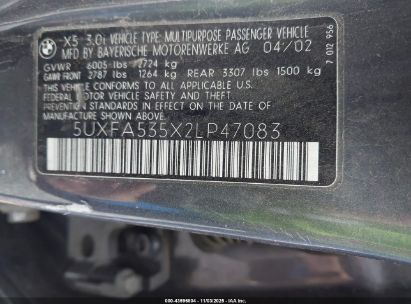 X5 3.0i VEHICLE TYPE: MULTIPURPOSE PASSENGER VEHICLE
MFD BY BAYERISCHE MOTORENWERKE AG 04/02
GVWR 6005 lbs 2724 kg
GAWR FRONT 2787 lbs 1264 kg REAR 3307 lbs 1500 kg
THIS VEHICLE CONFORMS TO ALL APPLICABLE U.S.
FEDERAL MOTOR VEHICLE SAFETY AND THEFT
PREVENTION STANDARDS IN EFFECT ON THE DATE OF
MANUFACTURE SHOWN ABOVE.
5UXFA535X2LP47083
7 012 956